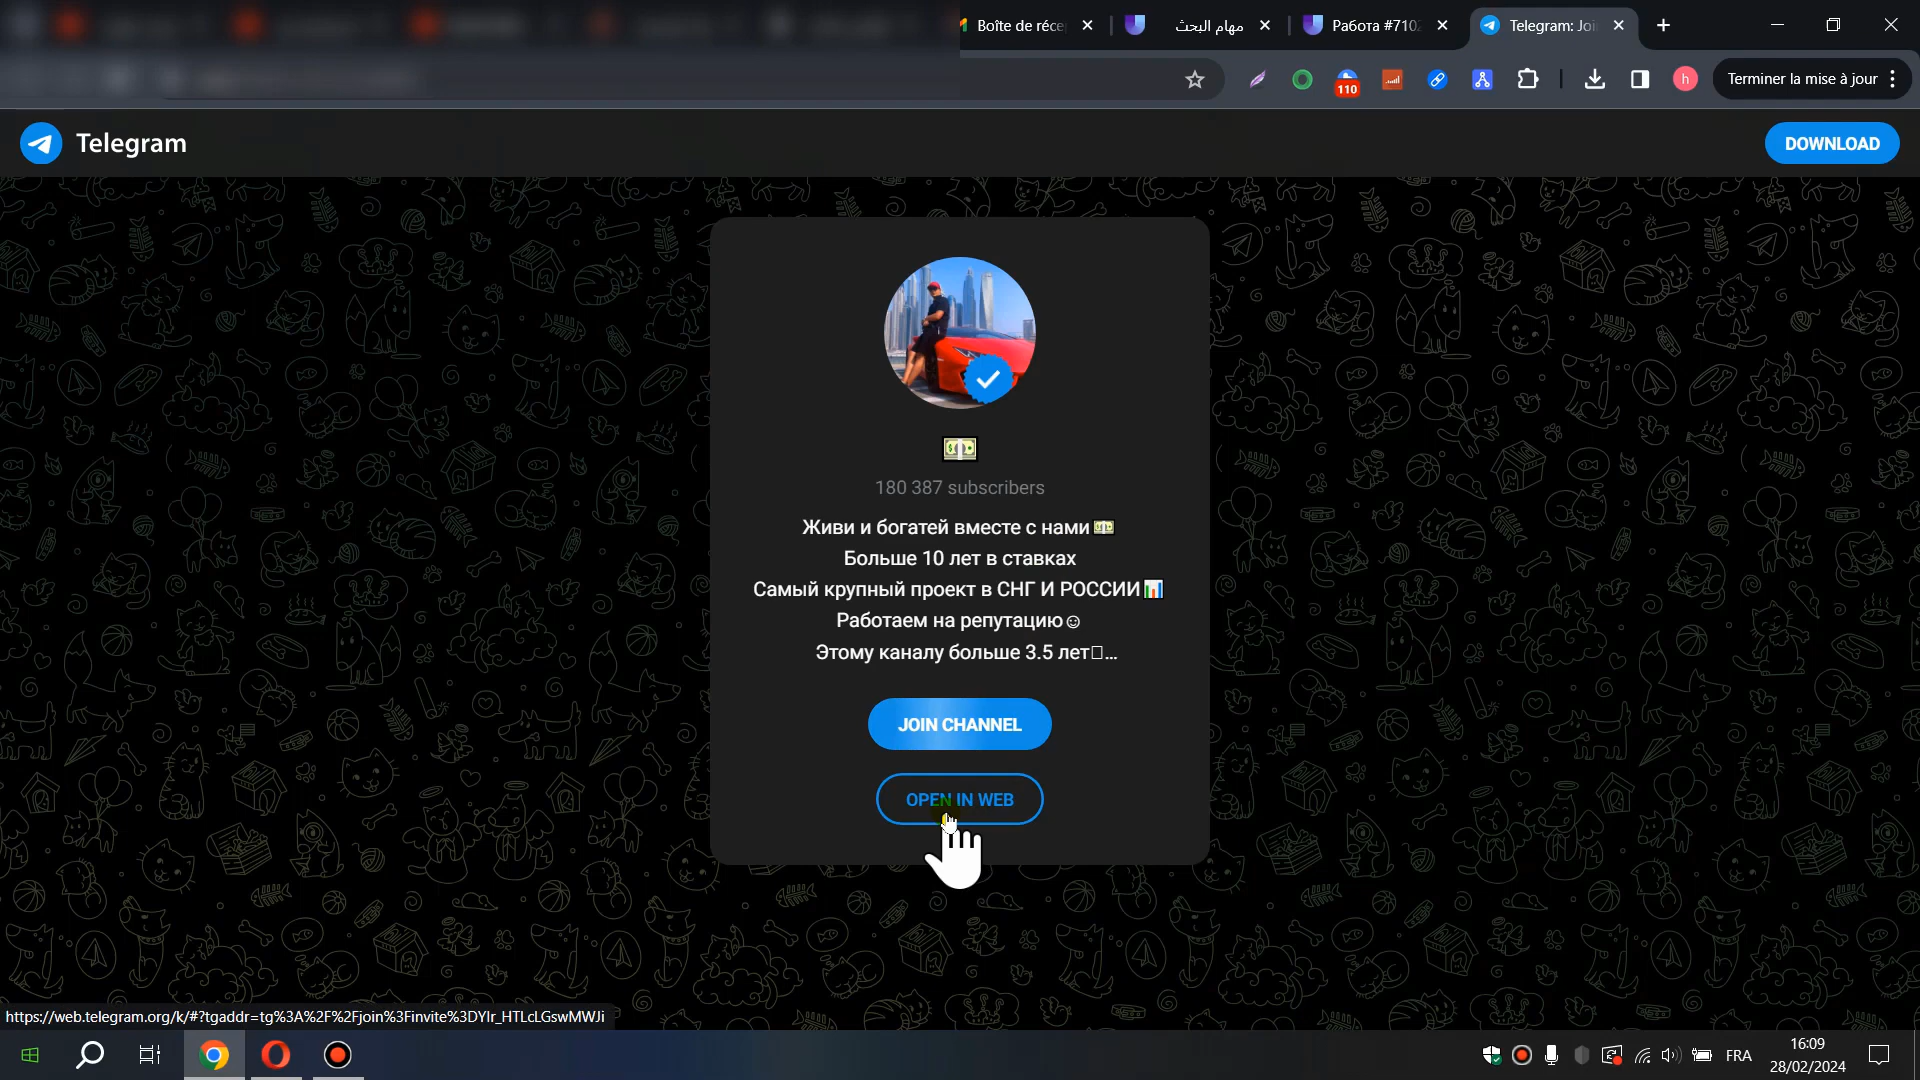 Boîte de réce
مهام البحث
Работа #710
Telegram: Joi
110
h
Terminer la mise à jour
Telegram
DOWNLOAD
180 387 subscribers
Живи и богатей вместе с нами💵
Больше 10 лет в ставках
Самый крупный проект в СНГ И РОССИИ📊
Работаем на репутацию☺
Этому каналу больше 3.5 лет▯...
JOIN CHANNEL
OPEN IN WEB
https://web.telegram.org/k/#?tgaddr=tg%3A%2F%2Fjoin%3Finvite%3DYIr_HTLcLGswMWJi
FRA
16:09
28/02/2024